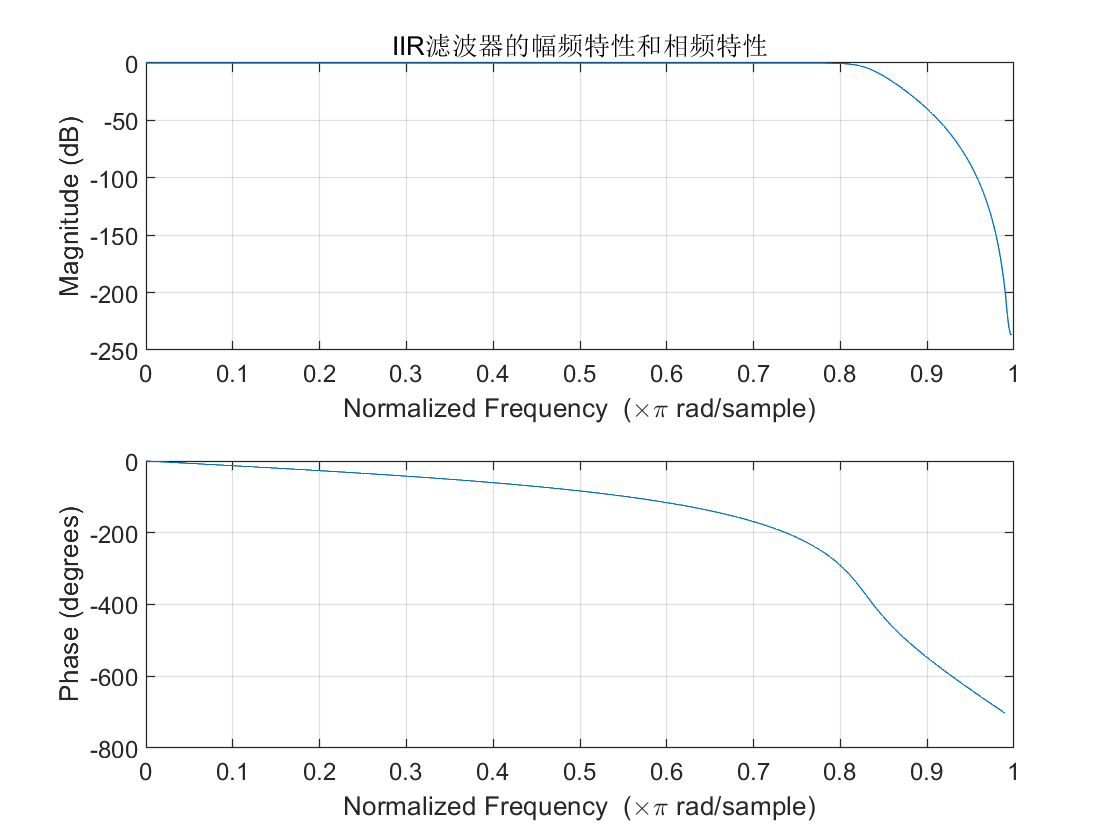 IIR滤波器的幅频特性和相频特性
0
-50
-100
-150
-200
-250
Magnitude (dB)
0 0.1 0.2 0.3 0.4 0.5 0.6 0.7 0.8 0.9 1
Normalized Frequency (×π rad/sample)
0
-200
-400
-600
-800
Phase (degrees)
0 0.1 0.2 0.3 0.4 0.5 0.6 0.7 0.8 0.9 1
Normalized Frequency (×π rad/sample)